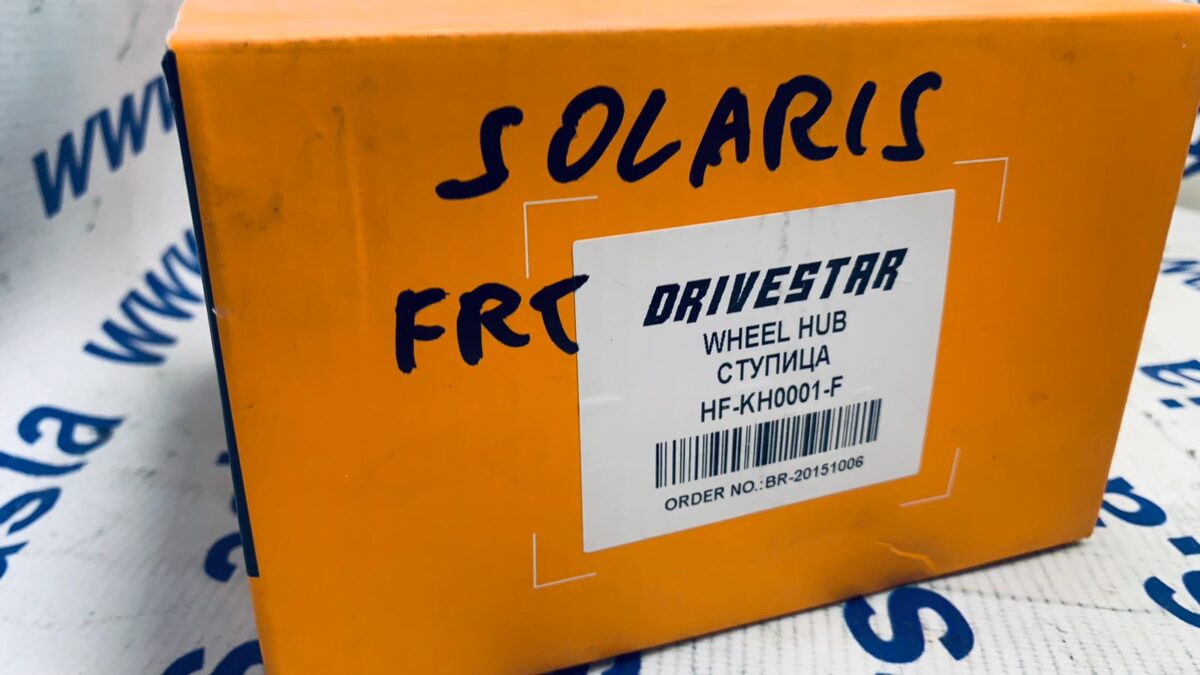 SOLARIS
FRT
DRIVESTAR
WHEEL HUB
СТУПИЦА
HF-KH0001-F
ORDER NO.:BR-20151006